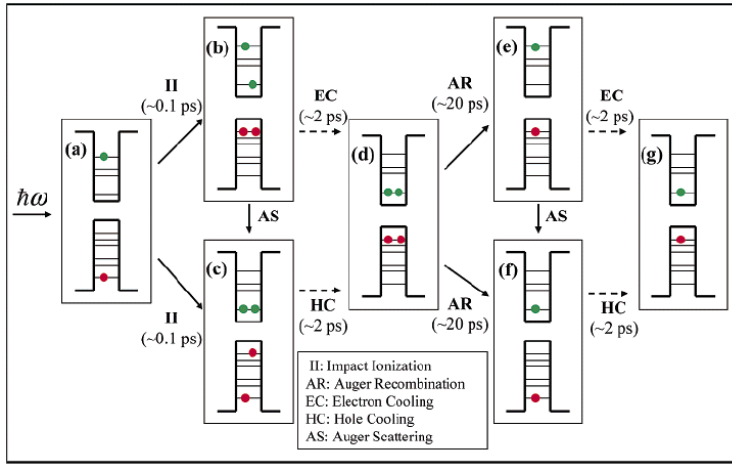 (b)
(e)
II
(~0.1 ps)
EC
(~2 ps)
AR
(~20 ps)
EC
(~2 ps)
(a)
(d)
(g)
ħω
AS
AS
(c)
(f)
II
(~0.1 ps)
HC
(~2 ps)
AR
(~20 ps)
HC
(~2 ps)
II: Impact Ionization
AR: Auger Recombination
EC: Electron Cooling
HC: Hole Cooling
AS: Auger Scattering